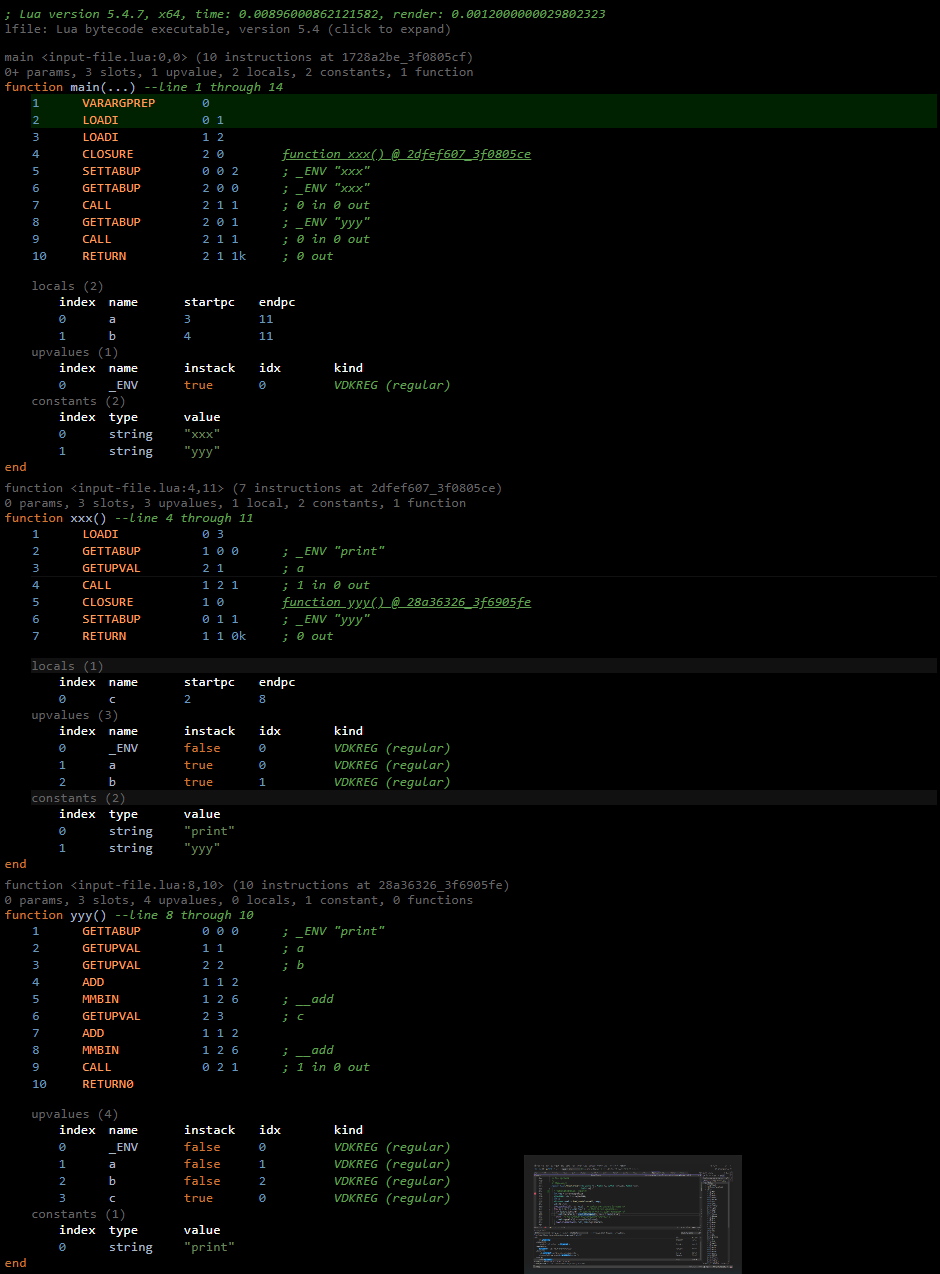 ; Lua version 5.4.7, x64, time: 0.00896000862121582, render: 0.0012000000029802323
lfile: Lua bytecode executable, version 5.4 (click to expand)
main <input-file.lua:0,0> (10 instructions at 1728a2be_3f0805cf)
0+ params, 3 slots, 1 upvalue, 2 locals, 2 constants, 1 function
function main(...) --line 1 through 14
1 VARARGPREP 0
2 LOADI 0 1
3 LOADI 1 2
4 CLOSURE 2 0 function xxx() @ 2dfef607_3f0805ce
5 SETTABUP 0 0 2 ; _ENV "xxx"
6 GETTABUP 2 0 0 ; _ENV "xxx"
7 CALL 2 1 1 ; 0 in 0 out
8 GETTABUP 2 0 1 ; _ENV "yyy"
9 CALL 2 1 1 ; 0 in 0 out
10 RETURN 2 1 1k ; 0 out
locals (2)
index name startpc endpc
0 a 3 11
1 b 4 11
upvalues (1)
index name instack idx kind
0 _ENV true 0 VDKREG (regular)
constants (2)
index type value
0 string "xxx"
1 string "yyy"
end
function <input-file.lua:4,11> (7 instructions at 2dfef607_3f0805ce)
0 params, 3 slots, 3 upvalues, 1 local, 2 constants, 1 function
function xxx() --line 4 through 11
1 LOADI 0 3
2 GETTABUP 1 0 0 ; _ENV "print"
3 GETUPVAL 2 1 ; a
4 CALL 1 2 1 ; 1 in 0 out
5 CLOSURE 1 0 function yyy() @ 28a36326_3f6905fe
6 SETTABUP 0 1 1 ; _ENV "yyy"
7 RETURN 1 1 0k ; 0 out
locals (1)
index name startpc endpc
0 c 2 8
upvalues (3)
index name instack idx kind
0 _ENV false 0 VDKREG (regular)
1 a true 0 VDKREG (regular)
2 b true 1 VDKREG (regular)
constants (2)
index type value
0 string "print"
1 string "yyy"
end
function <input-file.lua:8,10> (10 instructions at 28a36326_3f6905fe)
0 params, 3 slots, 4 upvalues, 0 locals, 1 constant, 0 functions
function yyy() --line 8 through 10
1 GETTABUP 0 0 0 ; _ENV "print"
2 GETUPVAL 1 1 ; a
3 GETUPVAL 2 2 ; b
4 ADD 1 1 2
5 MMBIN 1 2 6 ; __add
6 GETUPVAL 2 3 ; c
7 ADD 1 1 2
8 MMBIN 1 2 6 ; __add
9 CALL 0 2 1 ; 1 in 0 out
10 RETURN0
upvalues (4)
index name instack idx kind
0 _ENV false 0 VDKREG (regular)
1 a false 1 VDKREG (regular)
2 b false 2 VDKREG (regular)
3 c true 0 VDKREG (regular)
constants (1)
index type value
0 string "print"
end